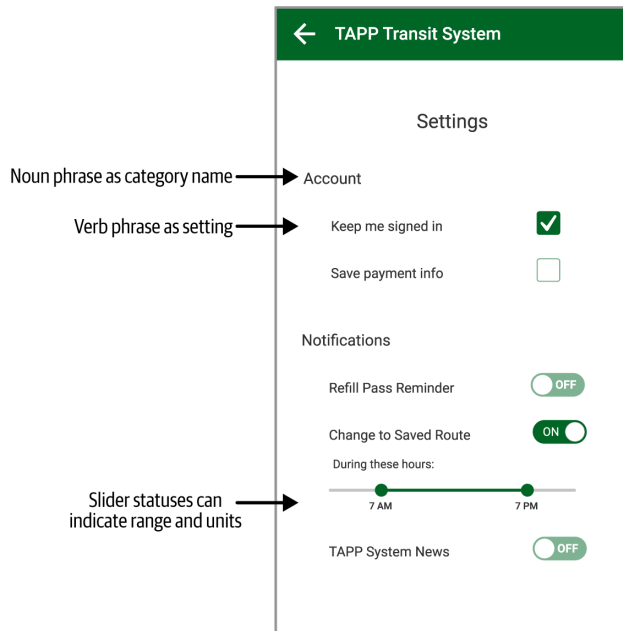 TAPP Transit System
Settings
Noun phrase as category name
Account
Verb phrase as setting
Keep me signed in
Save payment info
Notifications
Refill Pass Reminder
OFF
Change to Saved Route
ON
During these hours:
Slider statuses can
indicate range and units
7 AM
7 PM
TAPP System News
OFF